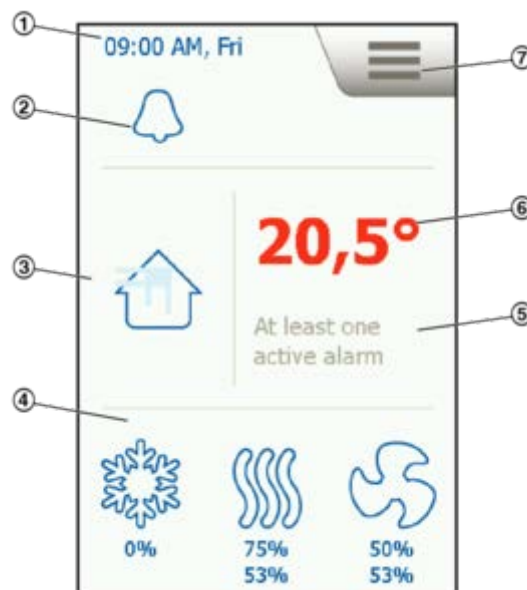 ① 09:00 AM, Fri ⑦
②
20,5° ⑥
③
At least one ⑤
active alarm
④
0% 75% 50%
53% 53%